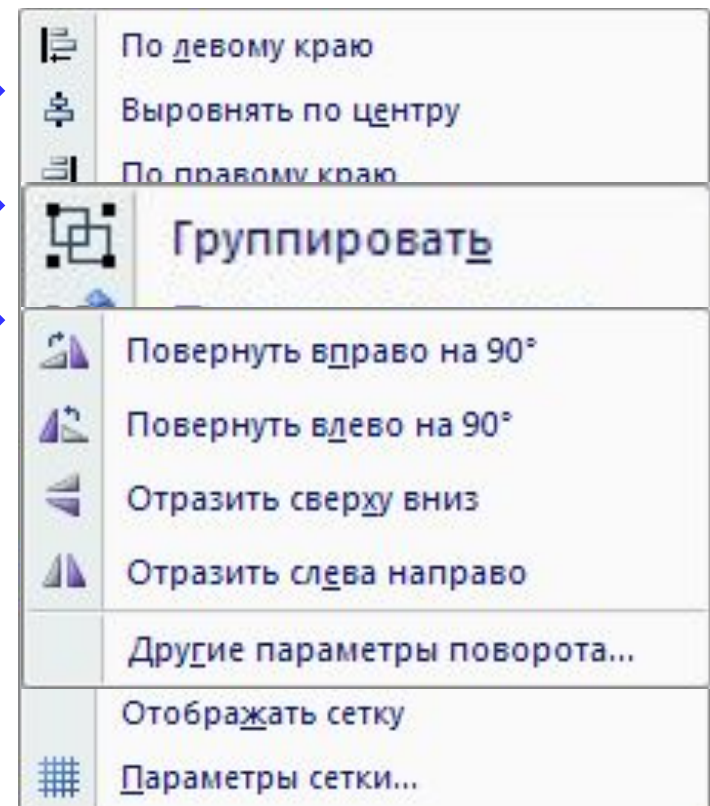 По левому краю
Выровнять по центру
По правому краю
Группировать
Повернуть вправо на 90°
Повернуть влево на 90°
Отразить сверху вниз
Отразить слева направо
Другие параметры поворота...
Отображать сетку
Параметры сетки...